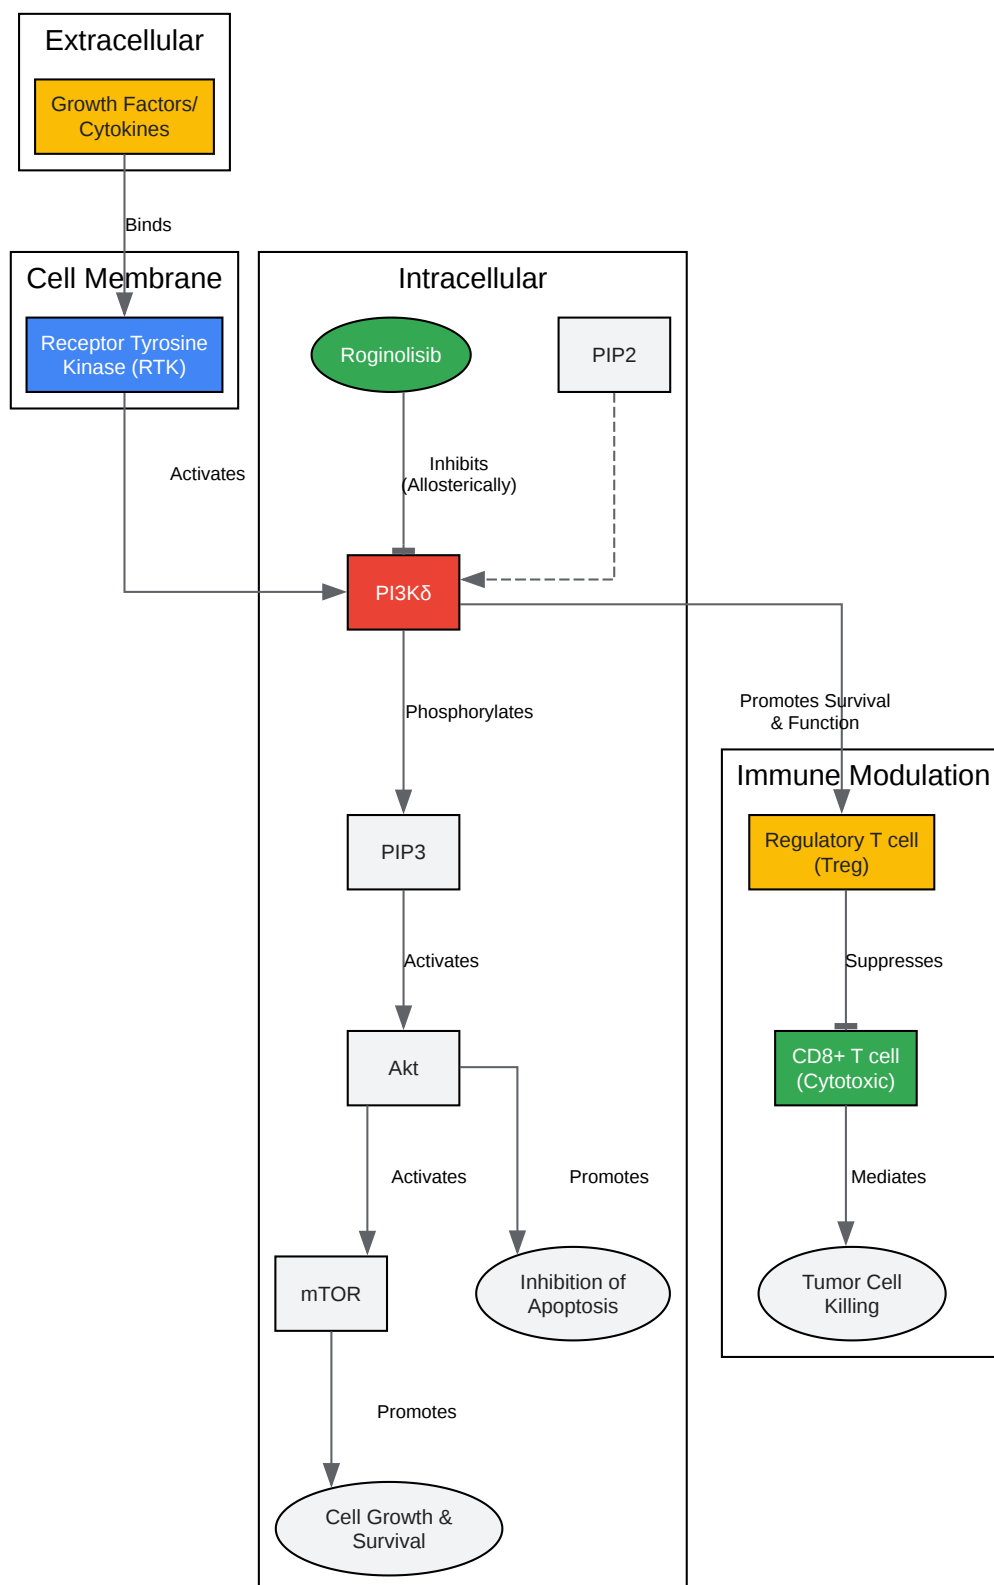 Extracellular
Growth Factors/
Cytokines
Binds
Cell Membrane
Receptor Tyrosine
Kinase (RTK)
Activates
Intracellular
Roginolisib
PIP2
Inhibits
(Allosterically)
PI3Kδ
Phosphorylates
Promotes Survival
& Function
PIP3
Activates
Akt
Activates
Promotes
mTOR
Inhibition of
Apoptosis
Promotes
Cell Growth &
Survival
Immune Modulation
Regulatory T cell
(Treg)
Suppresses
CD8+ T cell
(Cytotoxic)
Mediates
Tumor Cell
Killing